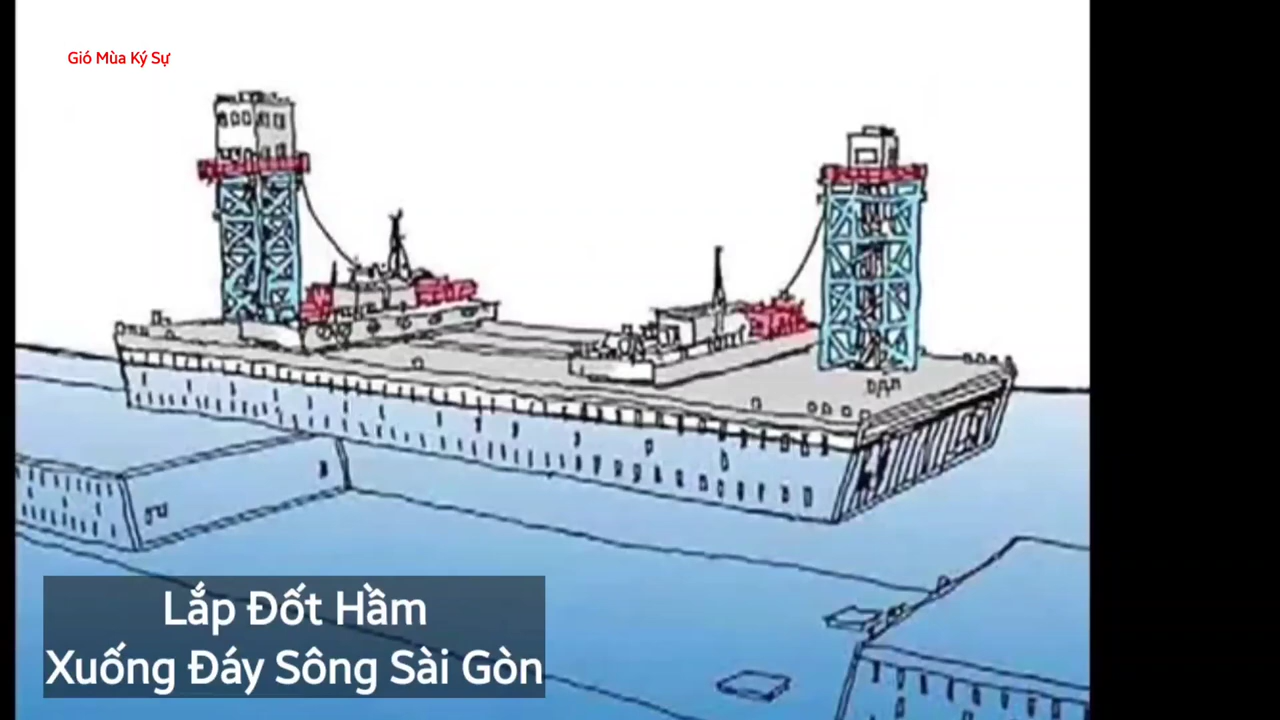 Gió Mùa Ký Sự
Lắp Đốt Hầm
Xuống Đáy Sông Sài Gòn